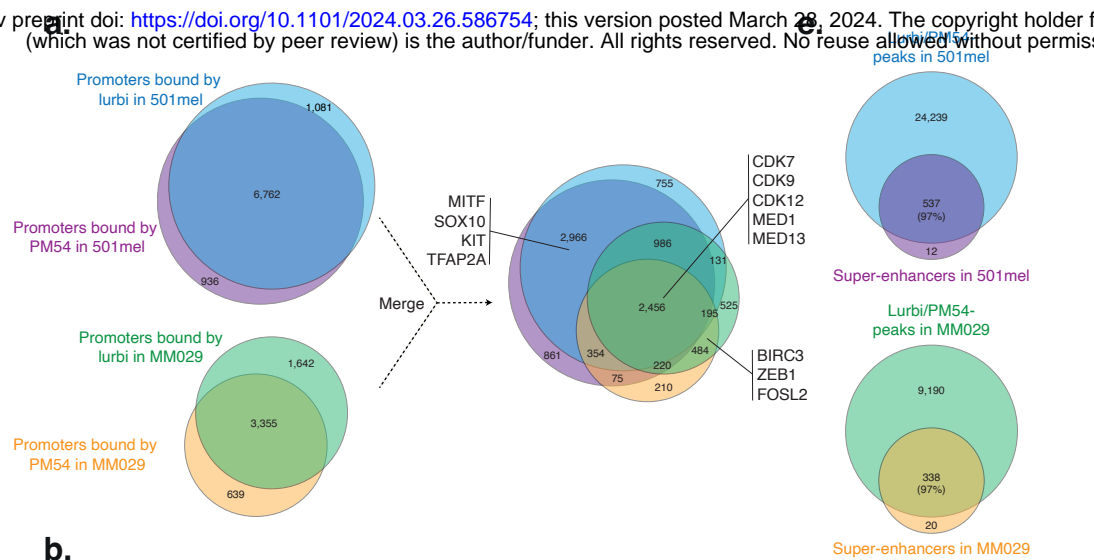 v preprint doi: https://doi.org/10.1101/2024.03.26.586754; this version posted March 28, 2024. The copyright holder f
(which was not certified by peer review) is the author/funder. All rights reserved. No reuse allowed without permis
a.
Promoters bound by
lurbi in 501mel
1,081
6,762
Promoters bound by
PM54 in 501mel
936
Promoters bound by
lurbi in MM029
1,642
3,355
Promoters bound by
PM54 in MM029
639
Merge
MITF
SOX10
KIT
TFAP2A
755
2,966
986
131
2,456
195
525
861
354
484
220
75
210
CDK7
CDK9
CDK12
MED1
MED13
BIRC3
ZEB1
FOSL2
e.
Lurbi/PM54-
peaks in 501mel
24,239
537
(97%)
12
Super-enhancers in 501mel
Lurbi/PM54-
peaks in MM029
9,190
338
(97%)
20
Super-enhancers in MM029
b.